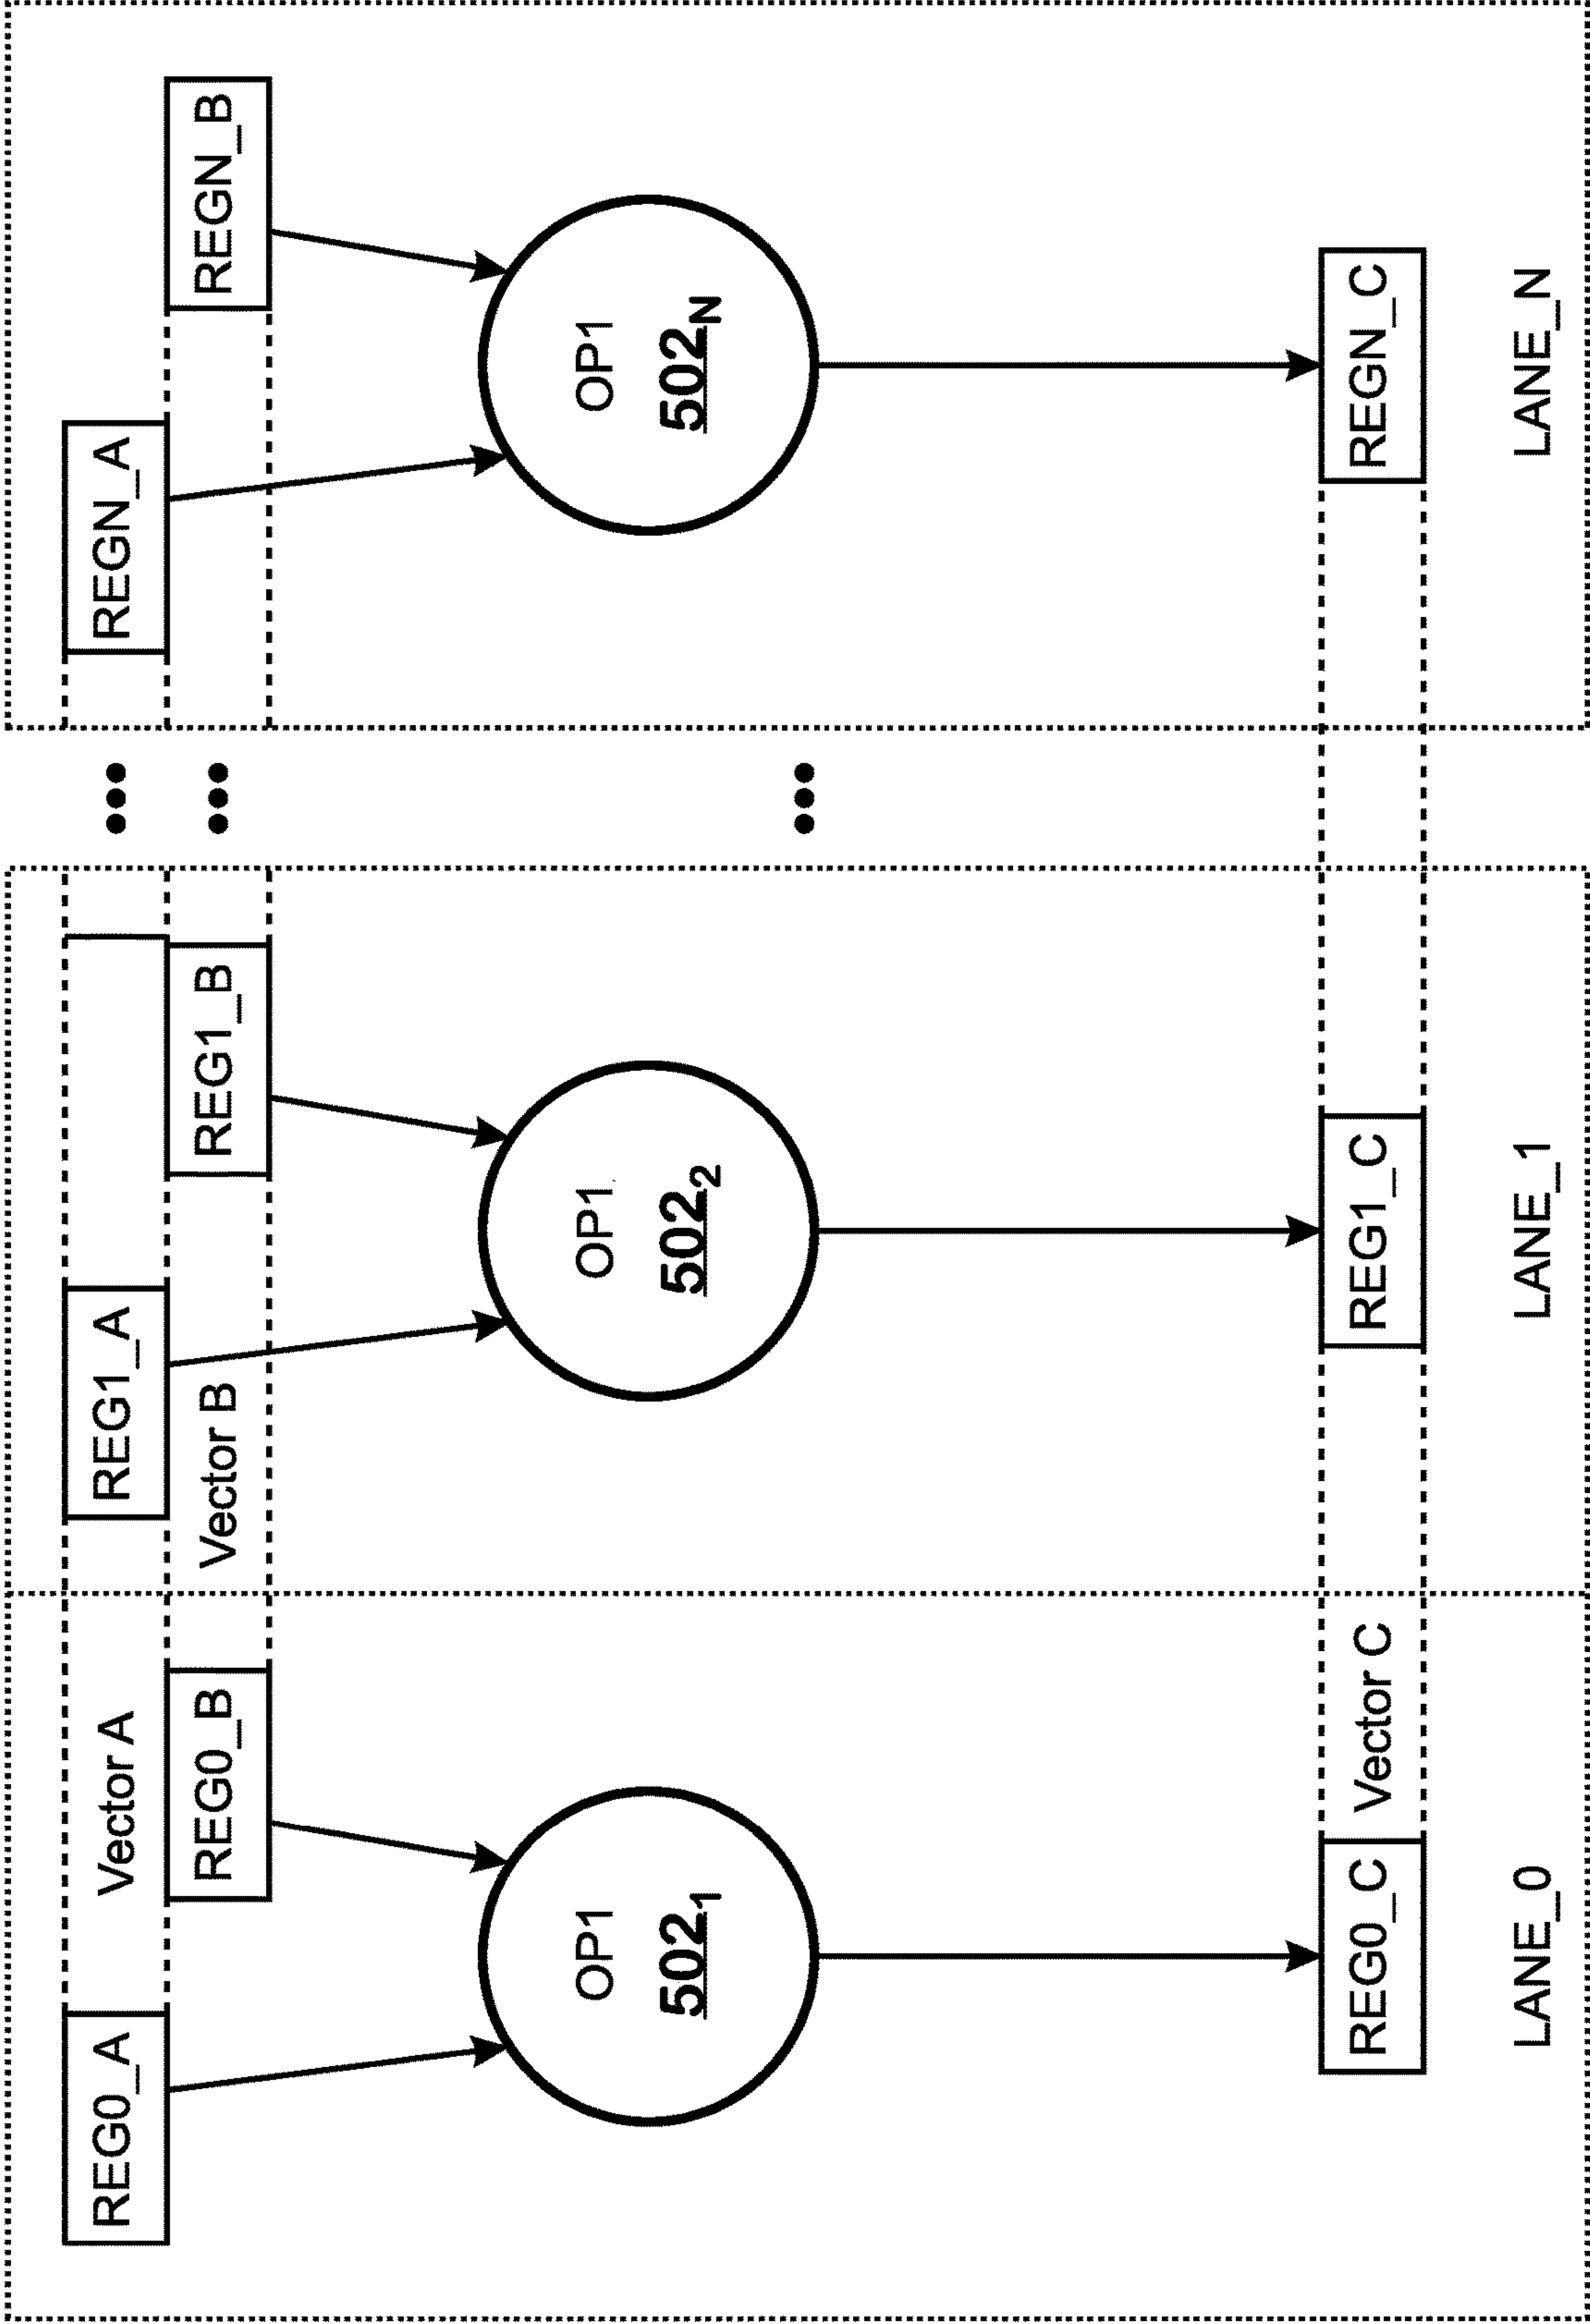 REG0_A
Vector A
REG1_A
REGN_A
REG0_B
Vector B
REG1_B
REGN_B
OP1
502₁
OP1
502₂
OP1
502_N
REG0_C
Vector C
REG1_C
REGN_C
LANE_0
LANE_1
LANE_N